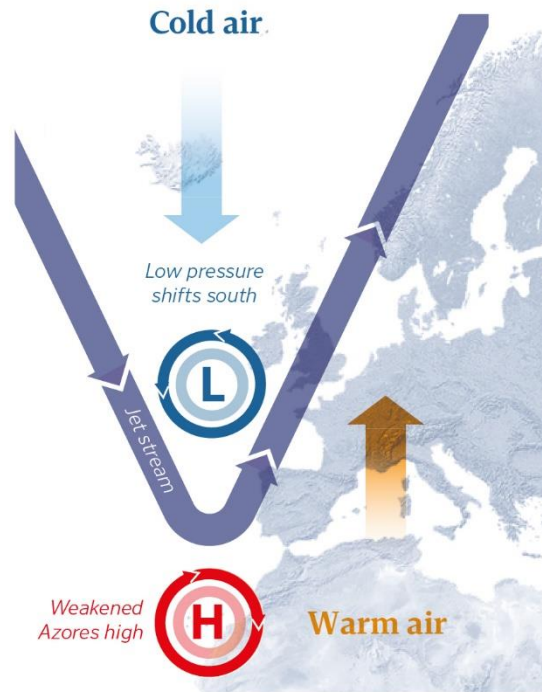 Cold air
Low pressure
shifts south
L
Jet stream
Weakened
Azores high
H
Warm air